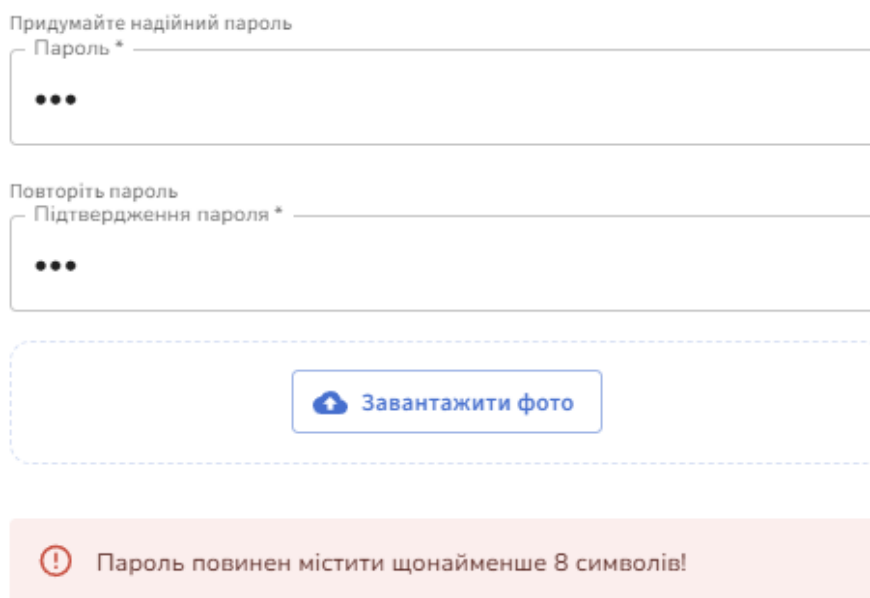 Придумайте надійний пароль
Пароль *
•••
Повторіть пароль
Підтвердження пароля *
•••
Завантажити фото
Пароль повинен містити щонайменше 8 символів!